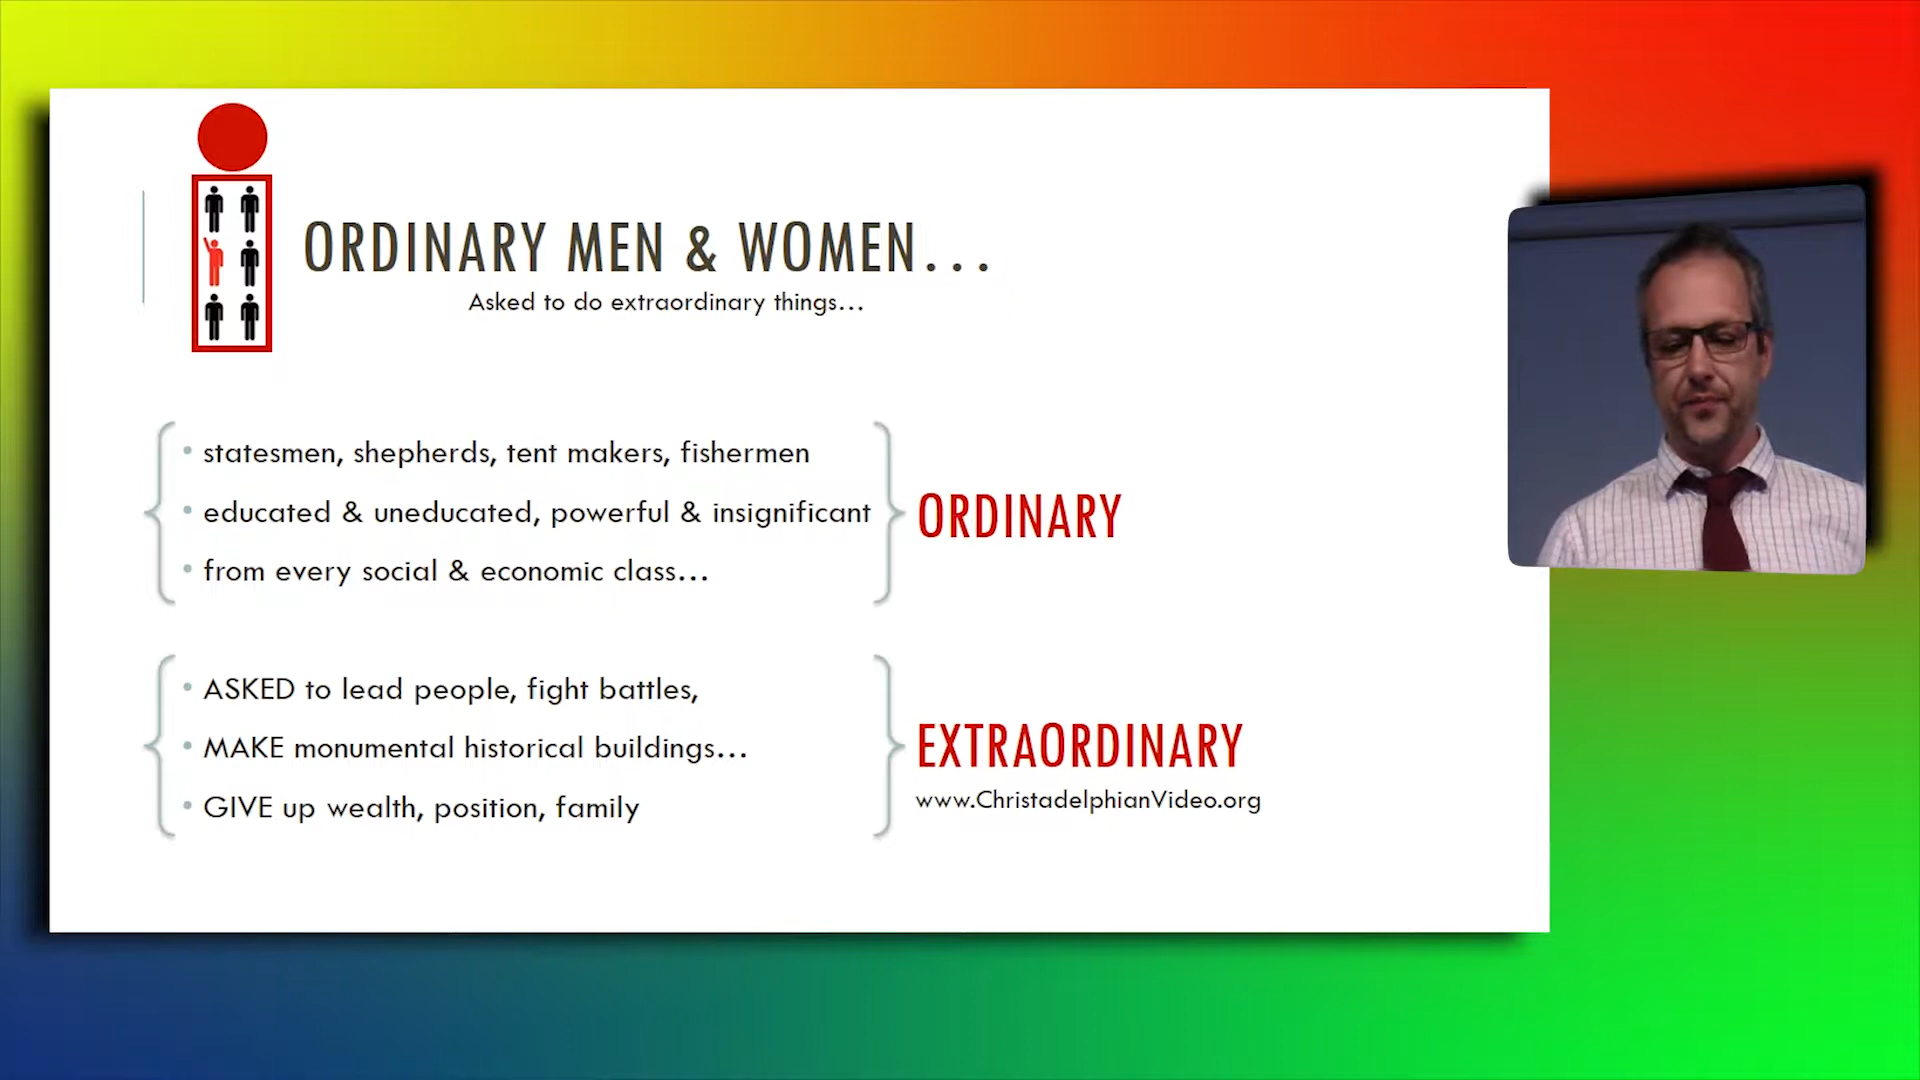 ORDINARY MEN & WOMEN...
Asked to do extraordinary things...
• statesmen, shepherds, tent makers, fishermen
• educated & uneducated, powerful & insignificant
• from every social & economic class...
ORDINARY
• ASKED to lead people, fight battles,
• MAKE monumental historical buildings...
• GIVE up wealth, position, family
EXTRAORDINARY
www.ChristadelphianVideo.org